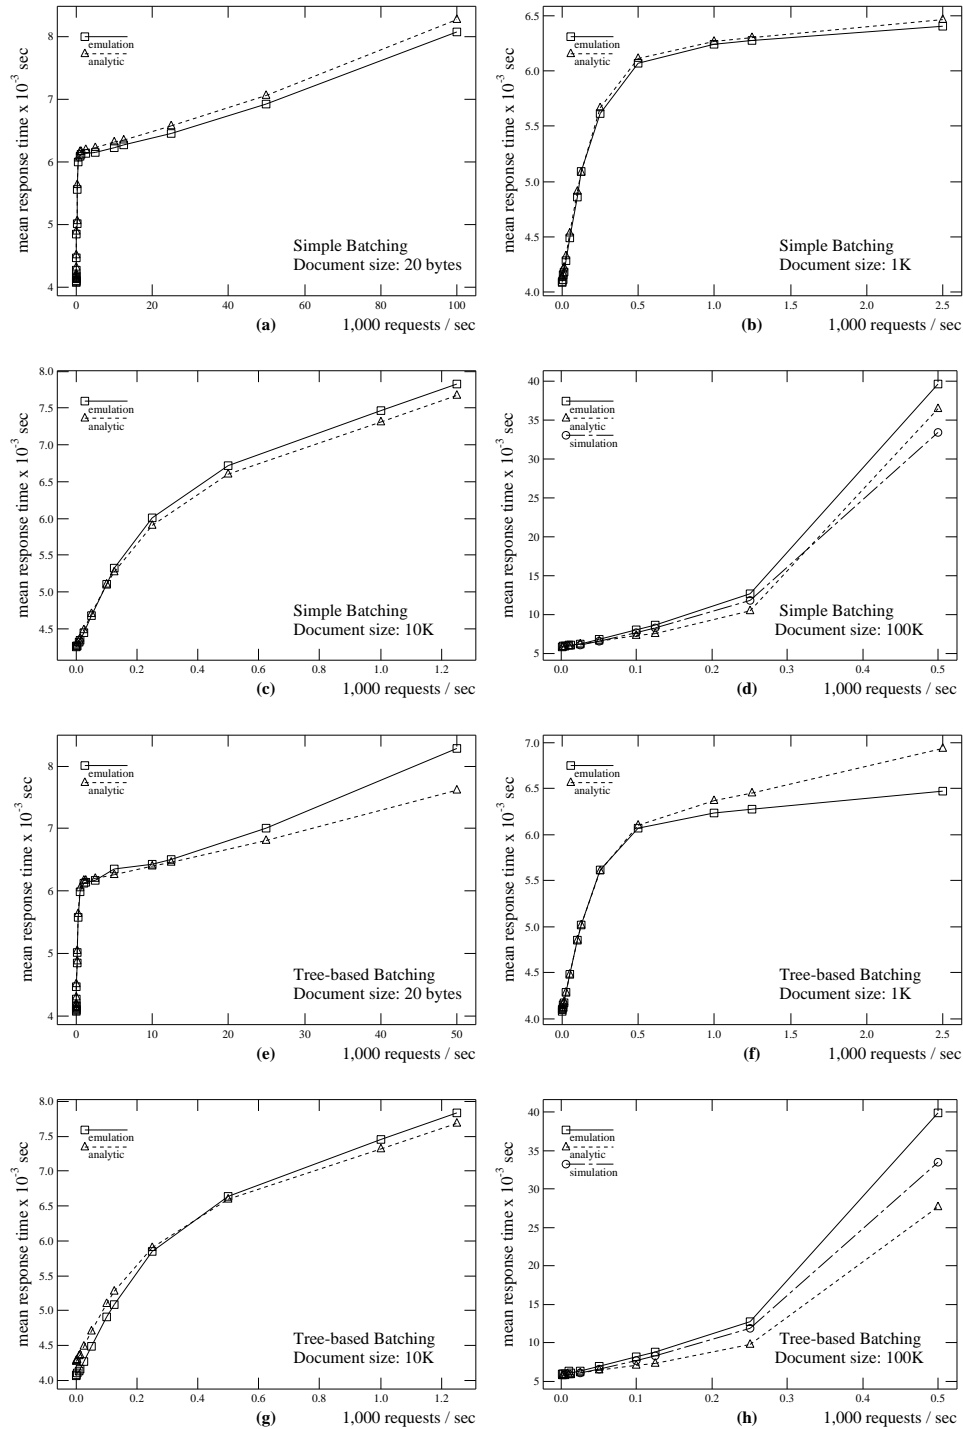 mean response time x 10-3 sec
8
7
6
5
4
emulation
analytic
Simple Batching
Document size: 20 bytes
0
20
40
60
80
100
(a)
1,000 requests / sec
mean response time x 10-3 sec
6.5
6.0
5.5
5.0
4.5
4.0
emulation
analytic
Simple Batching
Document size: 1K
0.0
0.5
1.0
1.5
2.0
2.5
(b)
1,000 requests / sec
mean response time x 10-3 sec
8.0
7.5
7.0
6.5
6.0
5.5
5.0
4.5
emulation
analytic
Simple Batching
Document size: 10K
0.0
0.2
0.4
0.6
0.8
1.0
1.2
(c)
1,000 requests / sec
mean response time x 10-3 sec
40
35
30
25
20
15
10
5
emulation
analytic
simulation
Simple Batching
Document size: 100K
0.0
0.1
0.2
0.3
0.4
0.5
(d)
1,000 requests / sec
mean response time x 10-3 sec
8
7
6
5
4
emulation
analytic
Tree-based Batching
Document size: 20 bytes
0
10
20
30
40
50
(e)
1,000 requests / sec
mean response time x 10-3 sec
7.0
6.5
6.0
5.5
5.0
4.5
4.0
emulation
analytic
Tree-based Batching
Document size: 1K
0.0
0.5
1.0
1.5
2.0
2.5
(f)
1,000 requests / sec
mean response time x 10-3 sec
8.0
7.5
7.0
6.5
6.0
5.5
5.0
4.5
4.0
emulation
analytic
Tree-based Batching
Document size: 10K
0.0
0.2
0.4
0.6
0.8
1.0
1.2
(g)
1,000 requests / sec
mean response time x 10-3 sec
40
35
30
25
20
15
10
5
emulation
analytic
simulation
Tree-based Batching
Document size: 100K
0.0
0.1
0.2
0.3
0.4
0.5
(h)
1,000 requests / sec